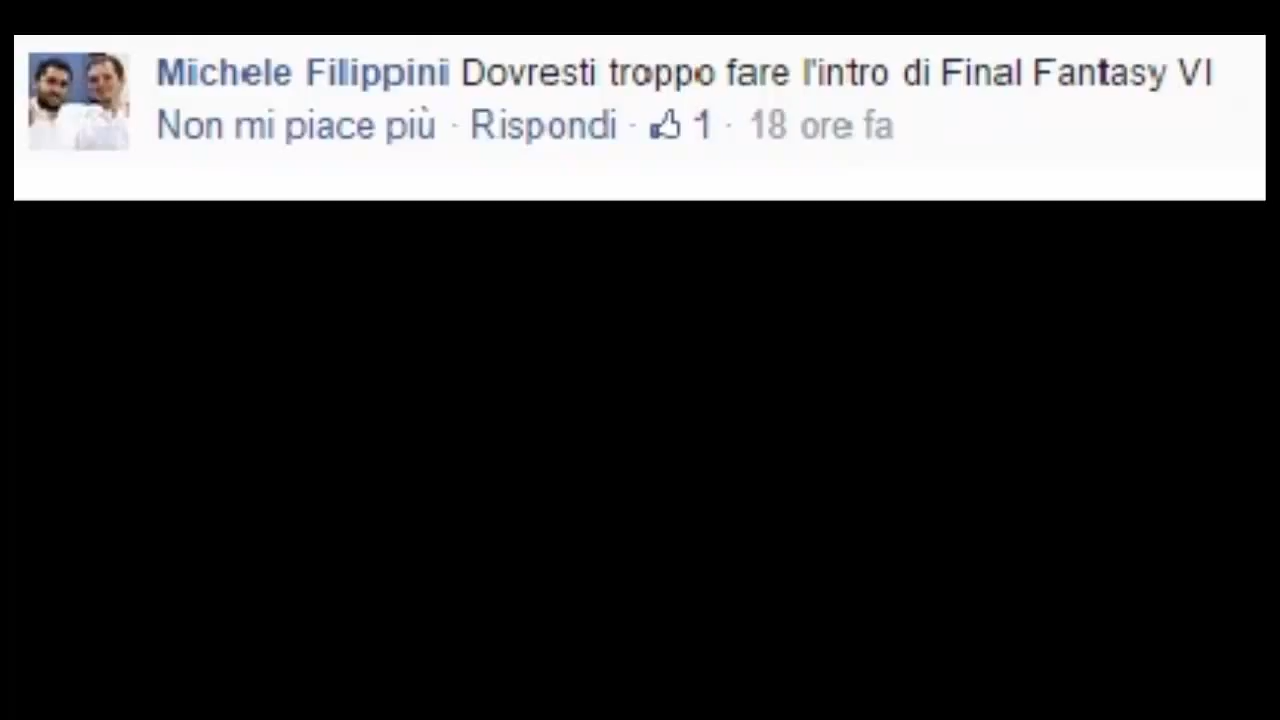 Michele Filippini Dovresti troppo fare l'intro di Final Fantasy VI
Non mi piace più · Rispondi · 1 · 18 ore fa